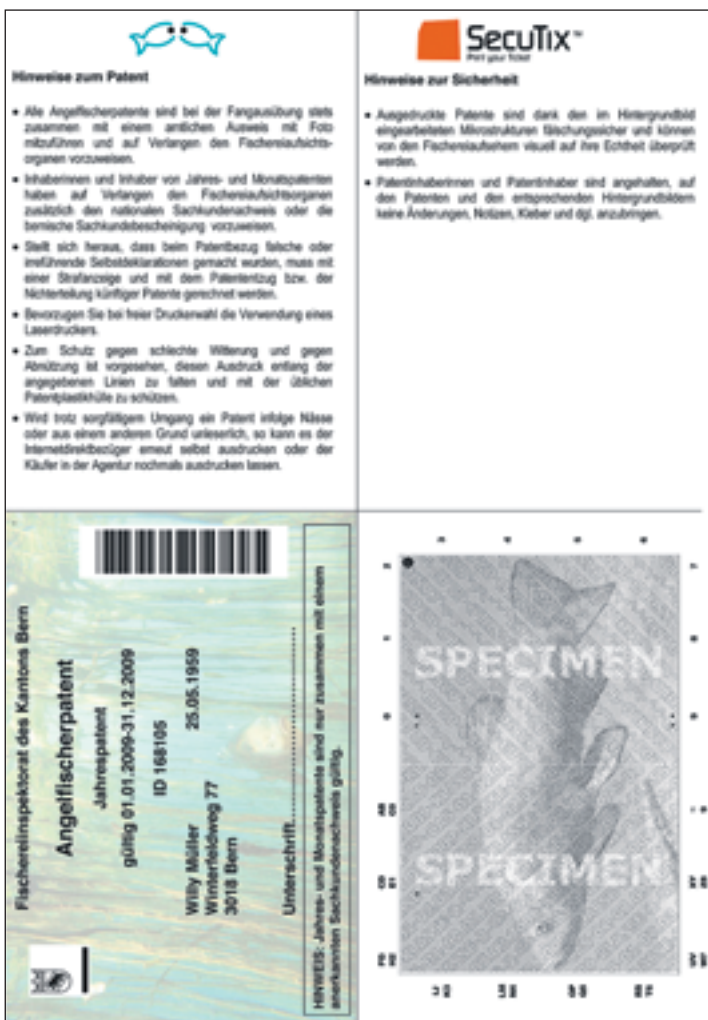 Hinweise zum Patent
• Alle Angelfischerpatente sind bei der Fangausübung stets
zusammen mit einem amtlichen Ausweis mit Foto
mitzuführen und auf Verlangen den Fischereiaufsichts-
organen vorzuweisen.
• Inhaberinnen und Inhaber von Jahres- und Monatspatenten
haben auf Verlangen den Fischereiaufsichtsorganen
zusätzlich den nationalen Sachkundenachweis oder die
bernische Sachkundebescheinigung vorzuweisen.
• Stellt sich heraus, dass beim Patentbezug falsche oder
irreführende Selbstdeklarationen gemacht wurden, muss mit
einer Strafanzeige und mit dem Patententzug bzw. der
Nichterteilung künftiger Patente gerechnet werden.
• Bevorzugen Sie bei freier Druckerwahl die Verwendung eines
Laserdruckers.
• Zum Schutz gegen schlechte Witterung und gegen
Abnützung ist vorgesehen, diesen Ausdruck entlang der
angegebenen Linien zu falten und mit der üblichen
Patentplastikhülle zu schützen.
• Wird trotz sorgfältigem Umgang ein Patent infolge Nässe
oder aus einem anderen Grund unleserlich, so kann es der
Internetdirektbezüger erneut selbst ausdrucken oder der
Käufer in der Agentur nochmals ausdrucken lassen.
SecuTix™
Print your Ticket
Hinweise zur Sicherheit
• Ausgedruckte Patente sind dank den im Hintergrundbild
eingearbeiteten Mikrostrukturen fälschungssicher und können
von den Fischereiaufsehern visuell auf ihre Echtheit überprüft
werden.
• Patentinhaberinnen und Patentinhaber sind angehalten, auf
den Patenten und den entsprechenden Hintergrundbildern
keine Änderungen, Notizen, Kleber und dgl. anzubringen.
Fischereiinspektorat des Kantons Bern
Angelfischerpatent
Jahrespatent
gültig 01.01.2009-31.12.2009
ID 168105
Willy Müller 25.05.1959
Winterfeldweg 77
3018 Bern
Unterschrift
HINWEIS: Jahres- und Monatspatente sind nur zusammen mit einem
anerkannten Sachkundenachweis gültig.
SPECIMEN
SPECIMEN